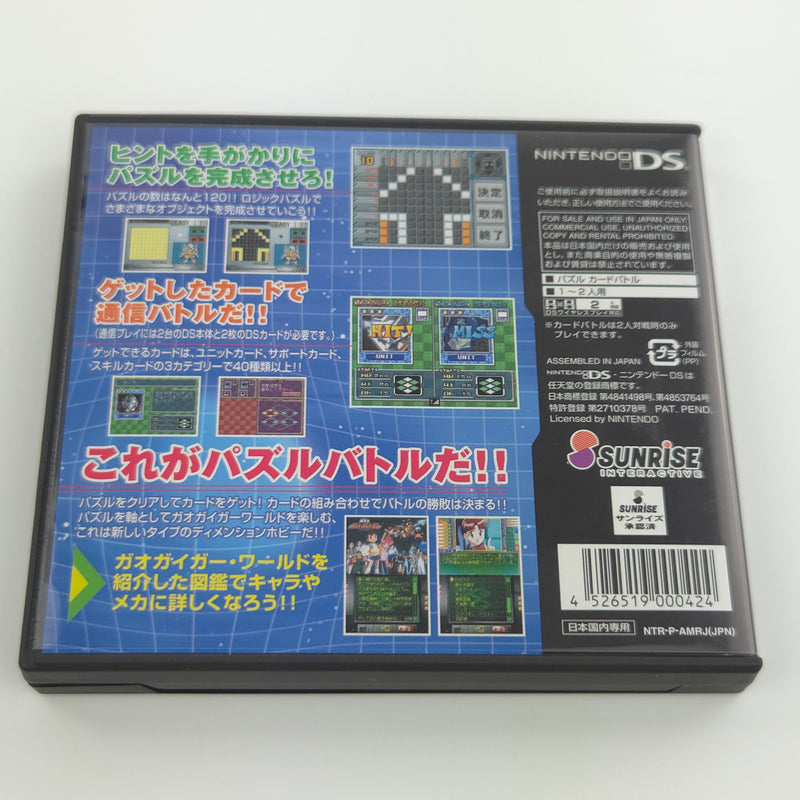 ヒントを手がかりに
パズルを完成させろ!
パズルの数はなんと120!! ロジックパズルで
さまざまなオブジェクトを完成させていこう!!
10
決定
取消
終了
EASY
EASY
ゲットしたカードで
通信バトルだ!!
(通信プレイには2台のDS本体と2枚のDSカードが必要です。)
ゲットできるカードは、ユニットカード、サポートカード、
スキルカードの3カテゴリーで40種類以上!!
HIT!
UNIT
MISS
UNIT
これがパズルバトルだ!!
パズルをクリアしてカードをゲット! カードの組み合わせでバトルの勝敗は決まる!!
パズルを軸としてガオガイガーワールドを楽しむ、
これは新しいタイプのディメンションホビーだ!!
ガオガイガー・ワールドを
紹介した図鑑でキャラや
メカに詳しくなろう!!
NINTENDO DS
ご使用前に必ず取扱説明書をよくお読み
いただき、正しい使用方法でご使用ください。
FOR SALE AND USE IN JAPAN ONLY.
COMMERCIAL USE, UNAUTHORIZED
COPY AND RENTAL PROHIBITED.
本品は日本国内だけの販売および使用
とし、また商業目的の使用や無断複製
および賃貸は禁止されています。
パズル カードバトル
1〜2人用
2
DSワイヤレスプレイ対応
※カードバトルは2人対戦時のみ
プレイできます。
ASSEMBLED IN JAPAN
プラ
外装
フィルム
(PP)
NINTENDO DS・ニンテンドーDSは
任天堂の登録商標です。
日本商標登録 第4841498号、第4853764号
特許登録 第2710378号 PAT. PEND.
Licensed by NINTENDO
SUNRISE
INTERACTIVE
SUNRISE
サンライズ
承認済
4 526519 000424
日本国内専用
NTR-P-AMRJ(JPN)